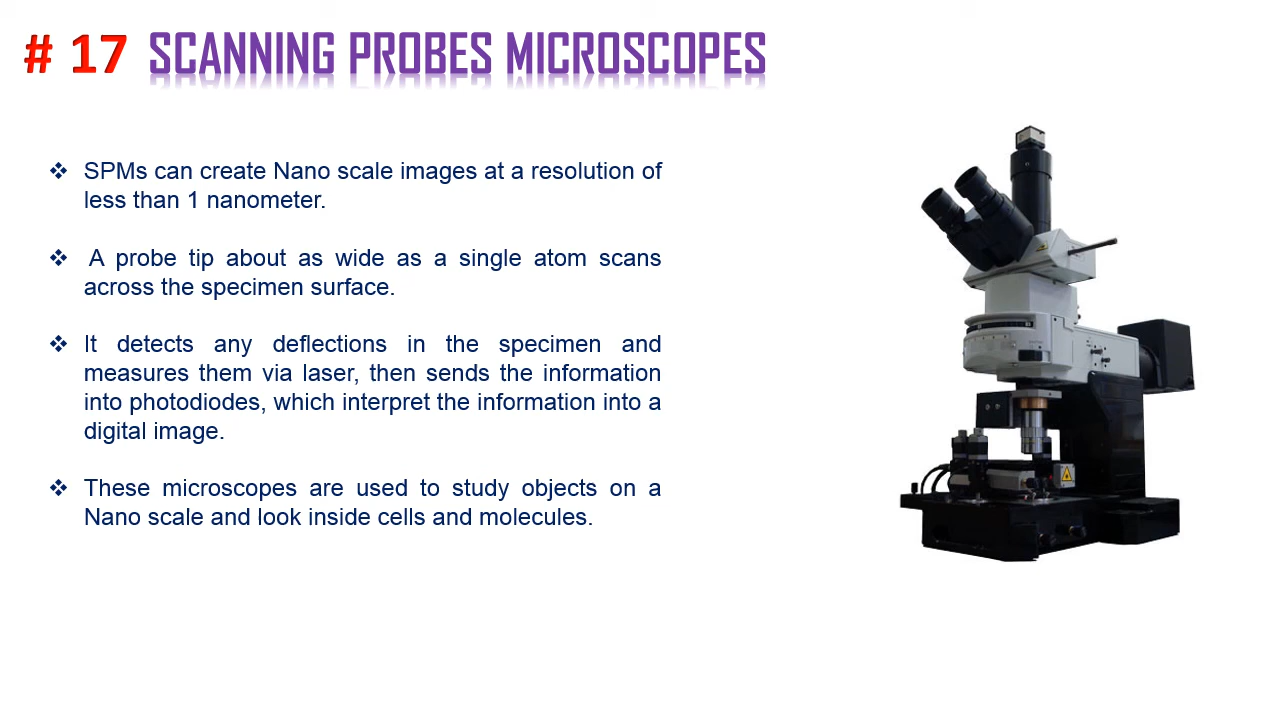 # 17 SCANNING PROBES MICROSCOPES
❖ SPMs can create Nano scale images at a resolution of
less than 1 nanometer.
❖ A probe tip about as wide as a single atom scans
across the specimen surface.
❖ It detects any deflections in the specimen and
measures them via laser, then sends the information
into photodiodes, which interpret the information into a
digital image.
❖ These microscopes are used to study objects on a
Nano scale and look inside cells and molecules.